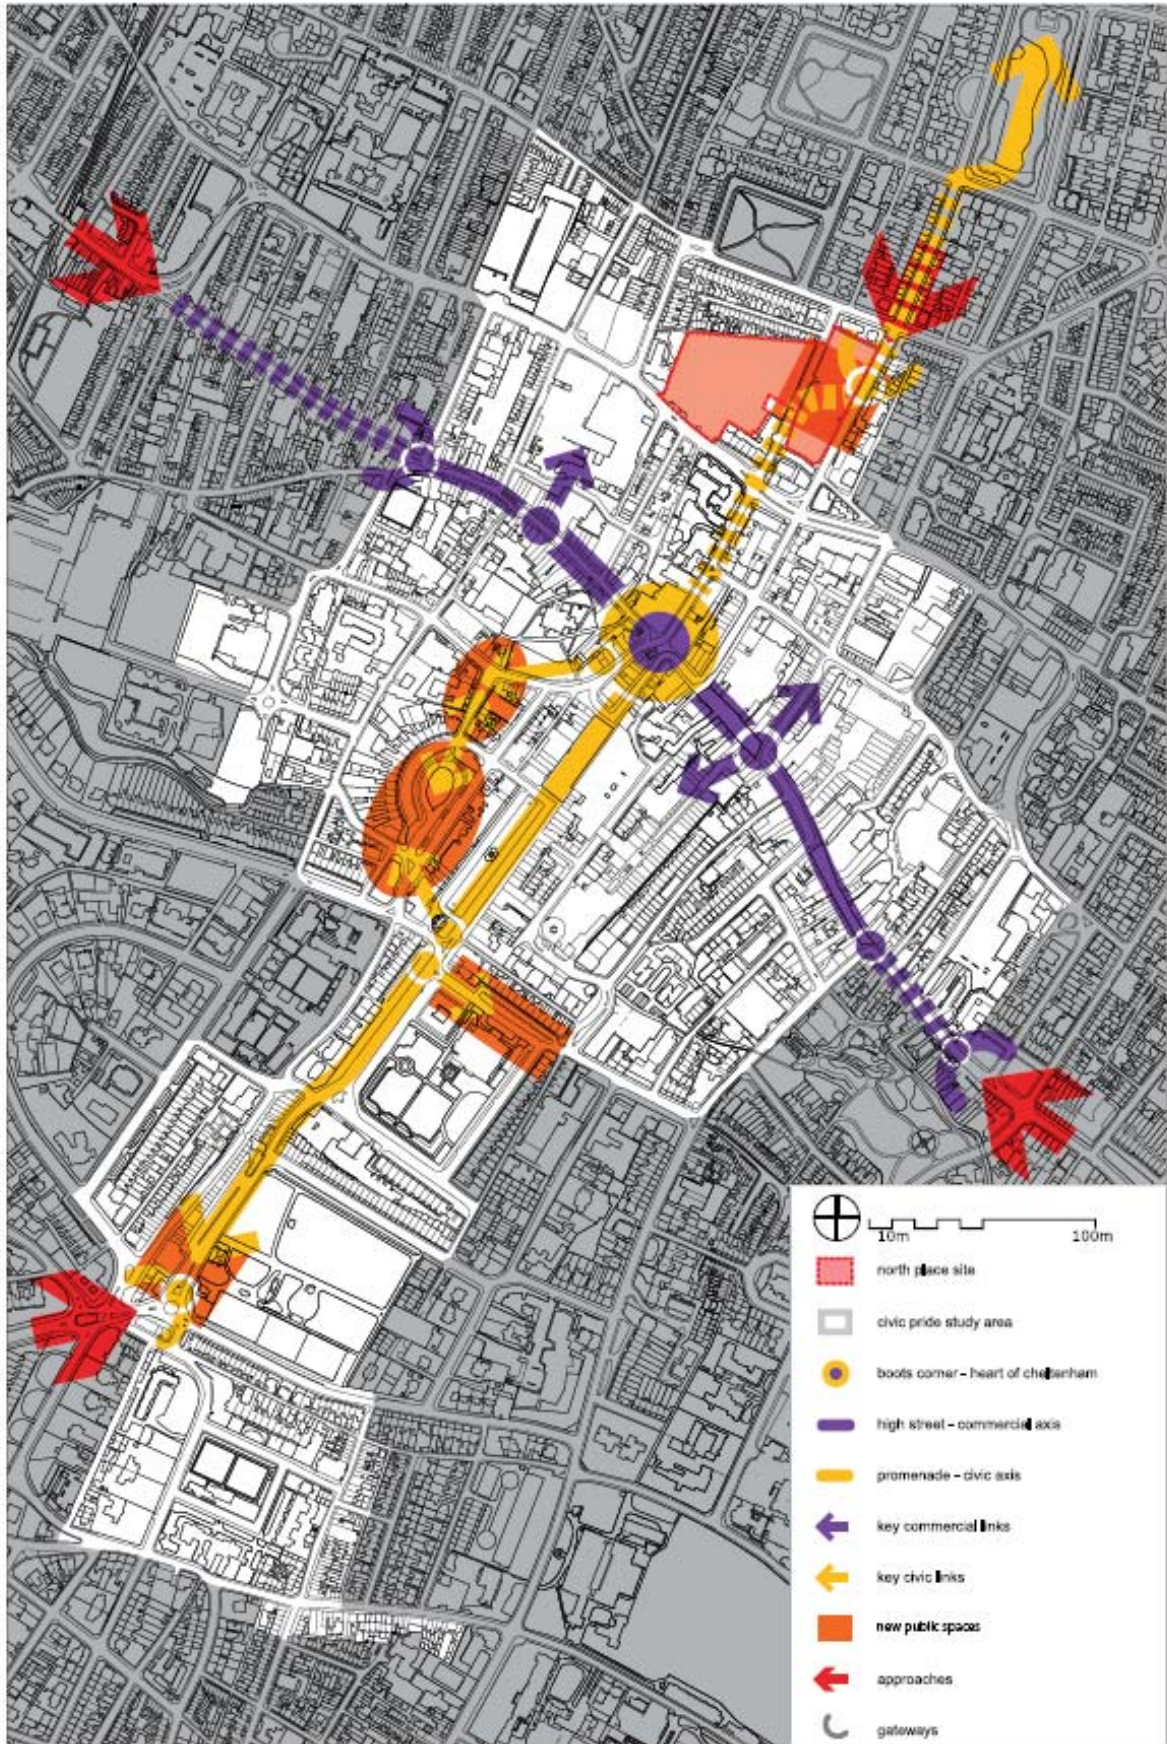 10m 100m
north place site
civic pride study area
boots corner – heart of cheltenham
high street – commercial axis
promenade – civic axis
key commercial links
key civic links
new public spaces
approaches
gateways